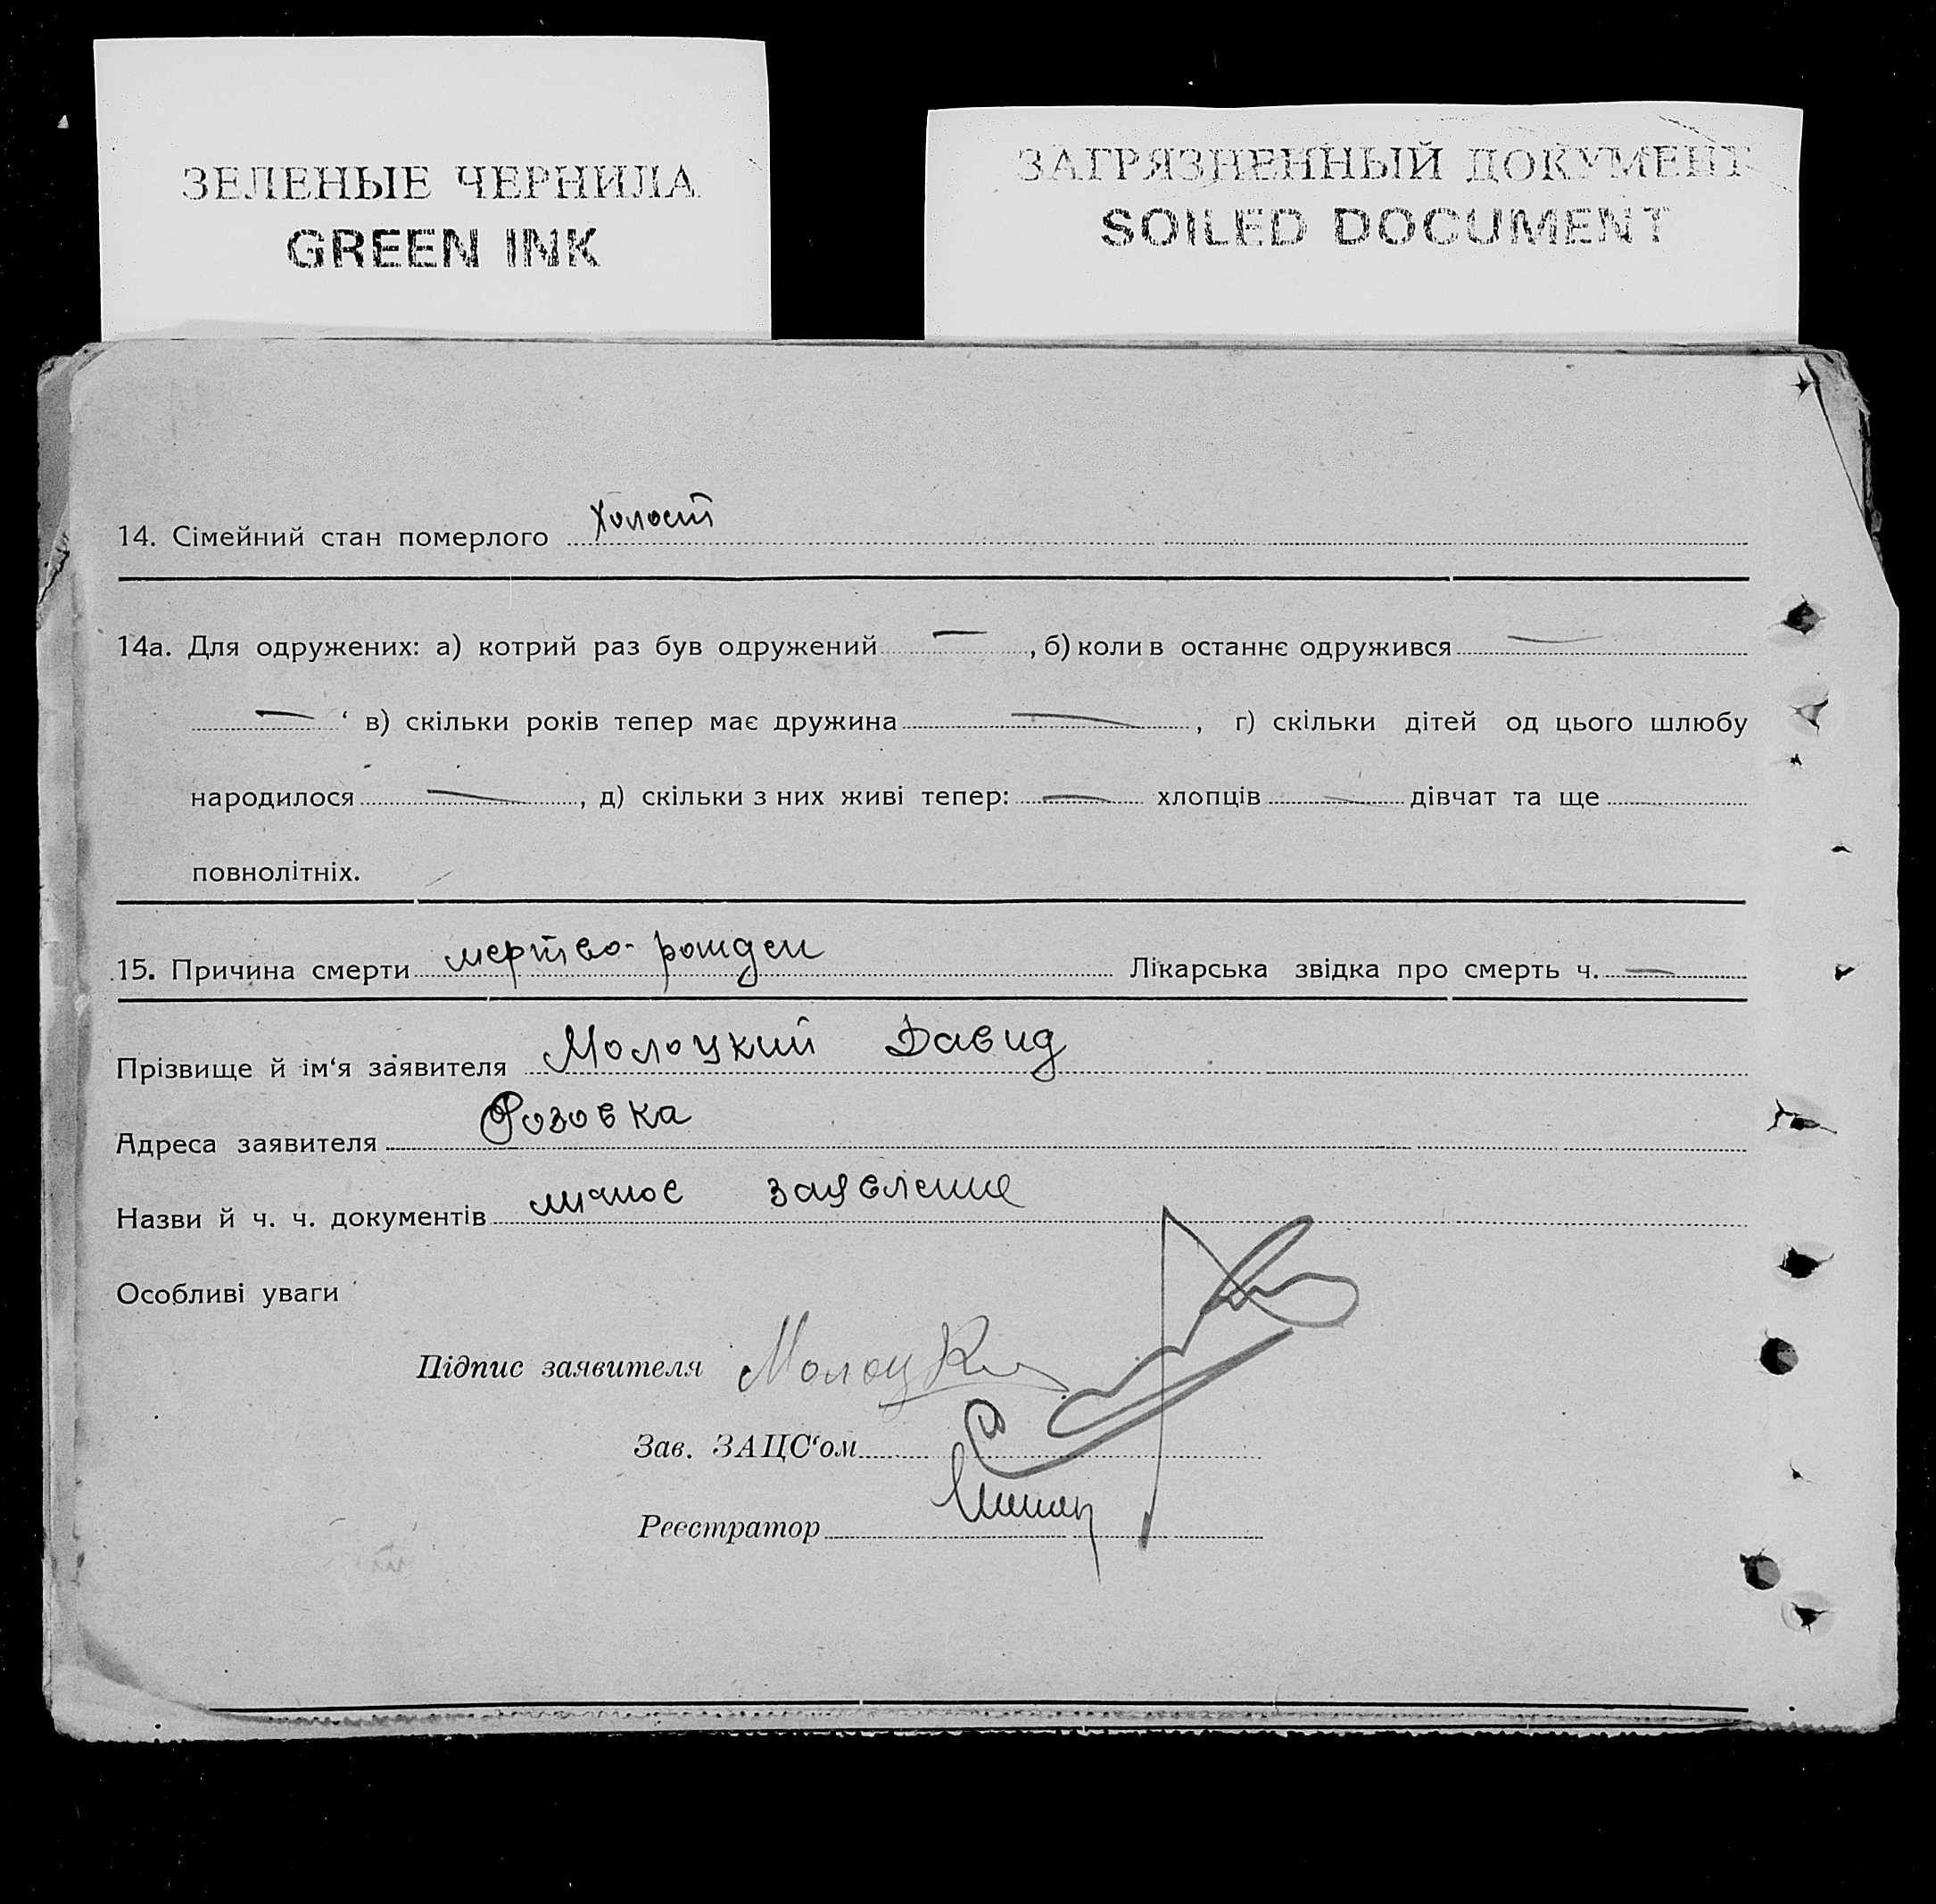 ЗЕЛЕНЫЕ ЧЕРНИЛА
GREEN INK
ЗАГРЯЗНЕННЫЙ ДОКУМЕНТ
SOILED DOCUMENT
14. Сімейний стан померлого холост
14а. Для одружених: а) котрий раз був одружений — , б) коли в останнє одружився —
— ‘ в) скільки років тепер має дружина — , г) скільки дітей од цього шлюбу
народилося — , д) скільки з них живі тепер: — хлопців — дівчат та ще
повнолітніх.
15. Причина смерти мертво-рожден Лікарська звідка про смерть ч. —
Прізвище й ім‘я заявителя Молоцкий Давид
Адреса заявителя Розовка
Назви й ч. ч. документів личное заявление
Особливі уваги
Підпис заявителя Молоцкий
Зав. ЗАЦС‘ом
Реєстратор